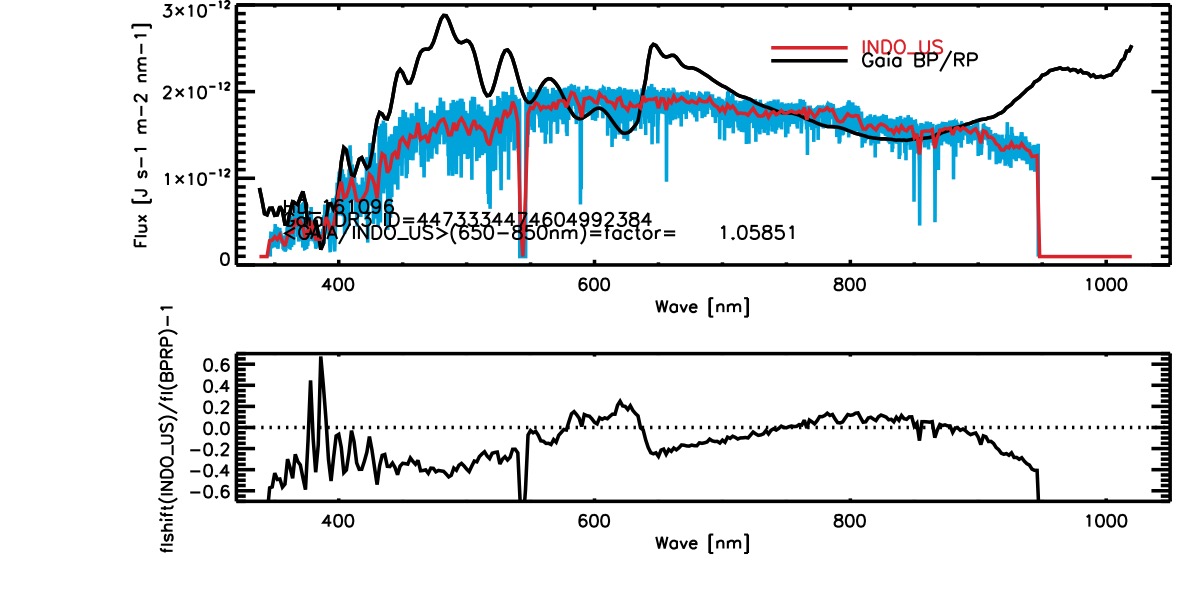 3×10⁻¹²
2×10⁻¹²
1×10⁻¹²
0
Flux [J s−1 m−2 nm−1]
INDO_US
Gaia BP/RP
Gaia DR3 ID=4473334474604992384
<GAIA/INDO_US>(650−850nm)=factor= 1.05851
400 600 800 1000
Wave [nm]
flshift(INDO_US)/fl(BPRP)−1
0.6
0.4
0.2
0.0
−0.2
−0.4
−0.6
400 600 800 1000
Wave [nm]